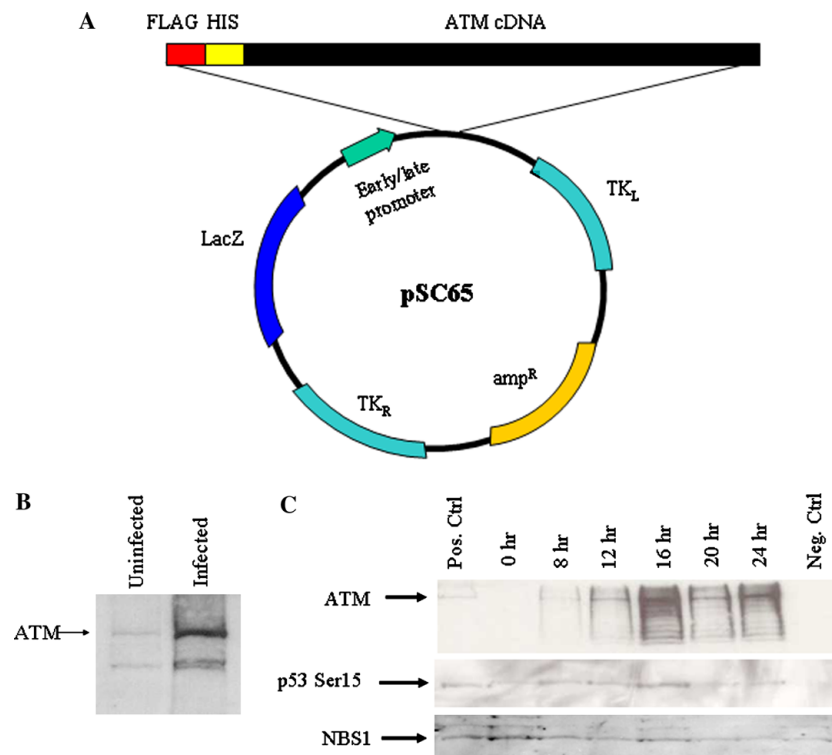 A
FLAG HIS
ATM cDNA
Early/late
promoter
TKL
LacZ
pSC65
ampR
TKR
B
Uninfected
Infected
ATM
C
Pos. Ctrl
0 hr
8 hr
12 hr
16 hr
20 hr
24 hr
Neg. Ctrl
ATM
p53 Ser15
NBS1